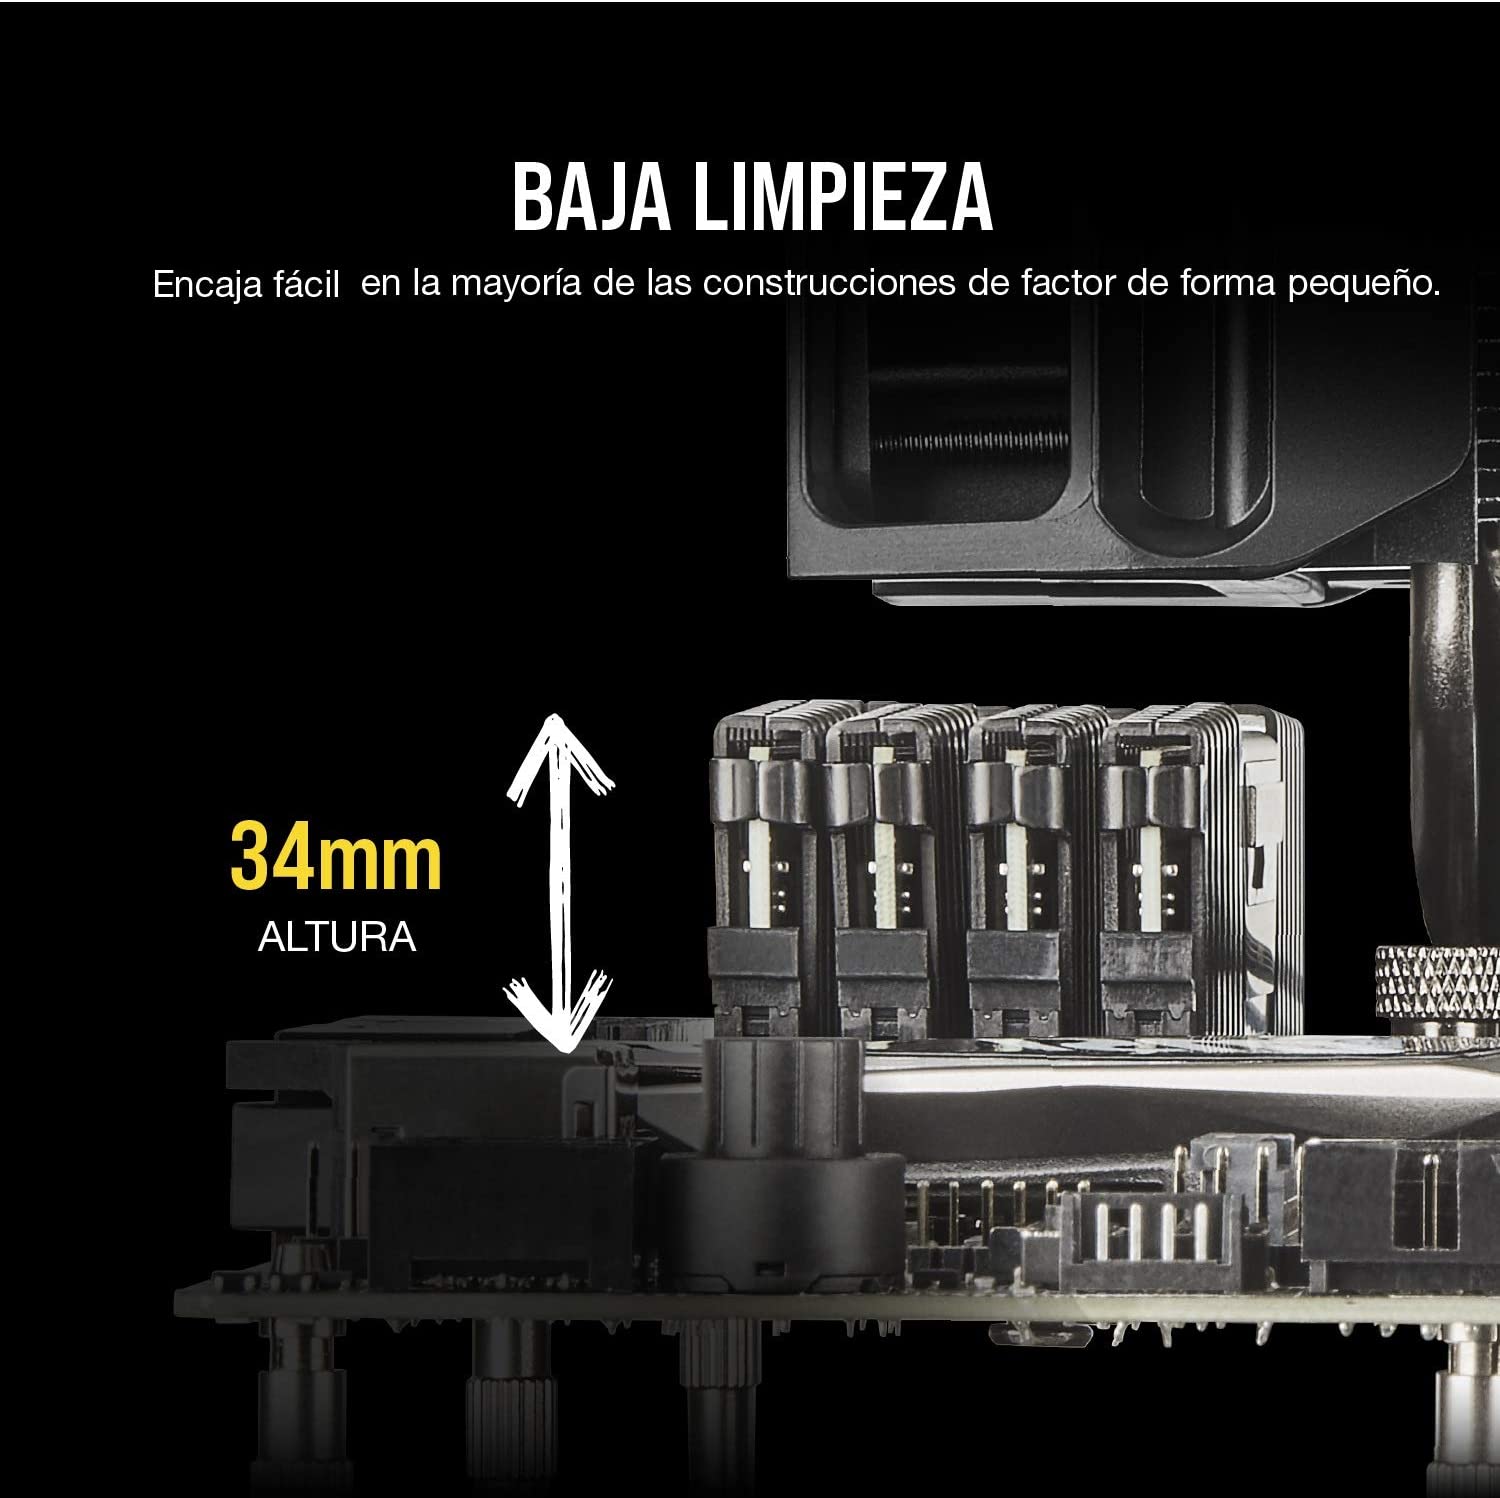 BAJA LIMPIEZA
Encaja fácil en la mayoría de las construcciones de factor de forma pequeño.
34mm
ALTURA